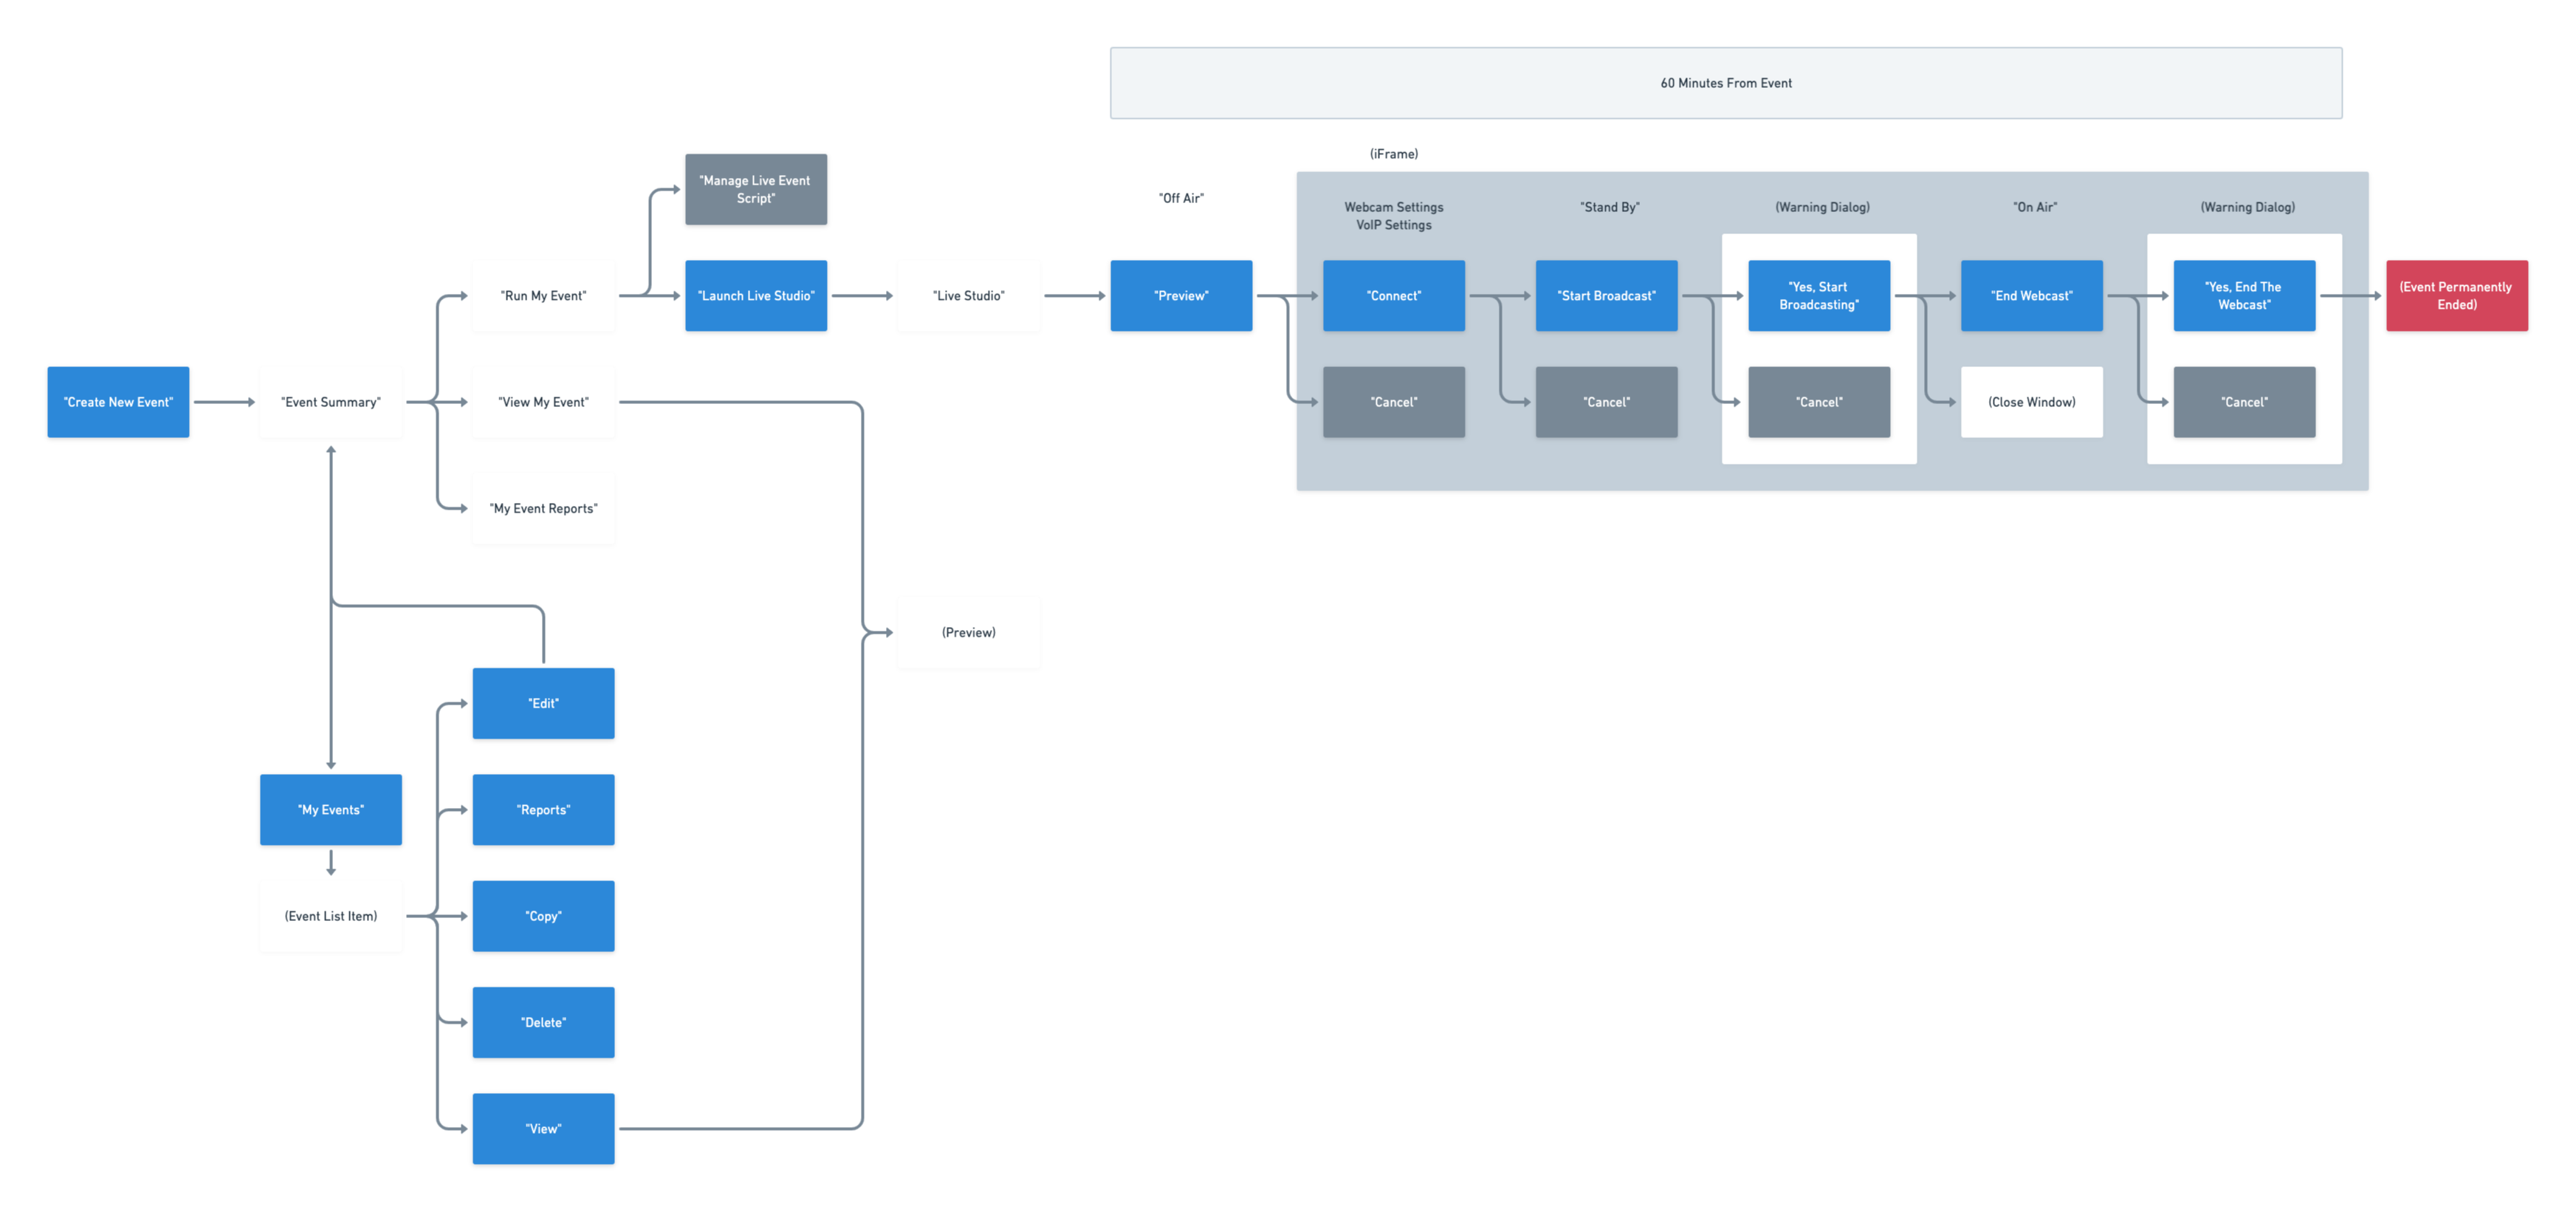 60 Minutes From Event
(iFrame)
"Manage Live Event
Script"
"Off Air"
Webcam Settings
VoIP Settings
"Stand By"
(Warning Dialog)
"On Air"
(Warning Dialog)
"Run My Event"
"Launch Live Studio"
"Live Studio"
"Preview"
"Connect"
"Start Broadcast"
"Yes, Start
Broadcasting"
"End Webcast"
"Yes, End The
Webcast"
(Event Permanently
Ended)
"Create New Event"
"Event Summary"
"View My Event"
"Cancel"
"Cancel"
"Cancel"
(Close Window)
"Cancel"
"My Event Reports"
(Preview)
"Edit"
"My Events"
"Reports"
(Event List Item)
"Copy"
"Delete"
"View"